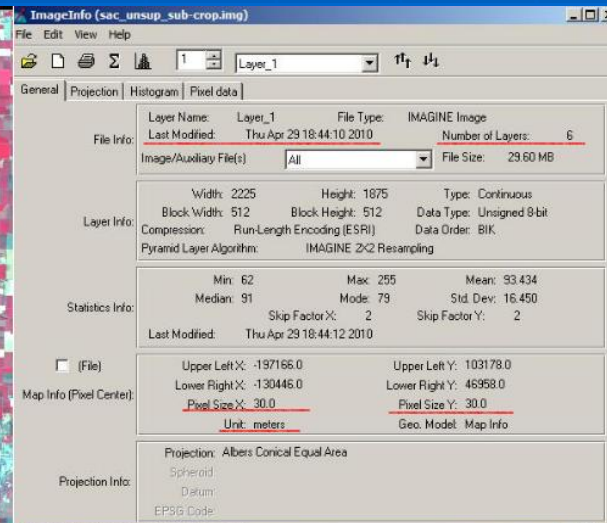 ImageInfo (sac_unsup_sub-crop.img)
File Edit View Help
Σ 1 Layer_1
General Projection Histogram Pixel data
File Info:
Layer Name: Layer_1 File Type: IMAGINE Image
Last Modified: Thu Apr 29 18:44:10 2010 Number of Layers: 6
Image/Auxiliary File(s) All File Size: 29.60 MB
Layer Info:
Width: 2225 Height: 1875 Type: Continuous
Block Width: 512 Block Height: 512 Data Type: Unsigned 8-bit
Compression: Run-Length Encoding (ESRI) Data Order: BIK
Pyramid Layer Algorithm: IMAGINE 2X2 Resampling
Statistics Info:
Min: 62 Max: 255 Mean: 93.434
Median: 91 Mode: 79 Std. Dev: 16.450
Skip Factor X: 2 Skip Factor Y: 2
Last Modified: Thu Apr 29 18:44:12 2010
(File)
Map Info (Pixel Center):
Upper Left X: -197166.0 Upper Left Y: 103178.0
Lower Right X: -130446.0 Lower Right Y: 46958.0
Pixel Size X: 30.0 Pixel Size Y: 30.0
Unit: meters Geo. Model: Map Info
Projection Info:
Projection: Albers Conical Equal Area
Spheroid:
Datum:
EPSG Code: